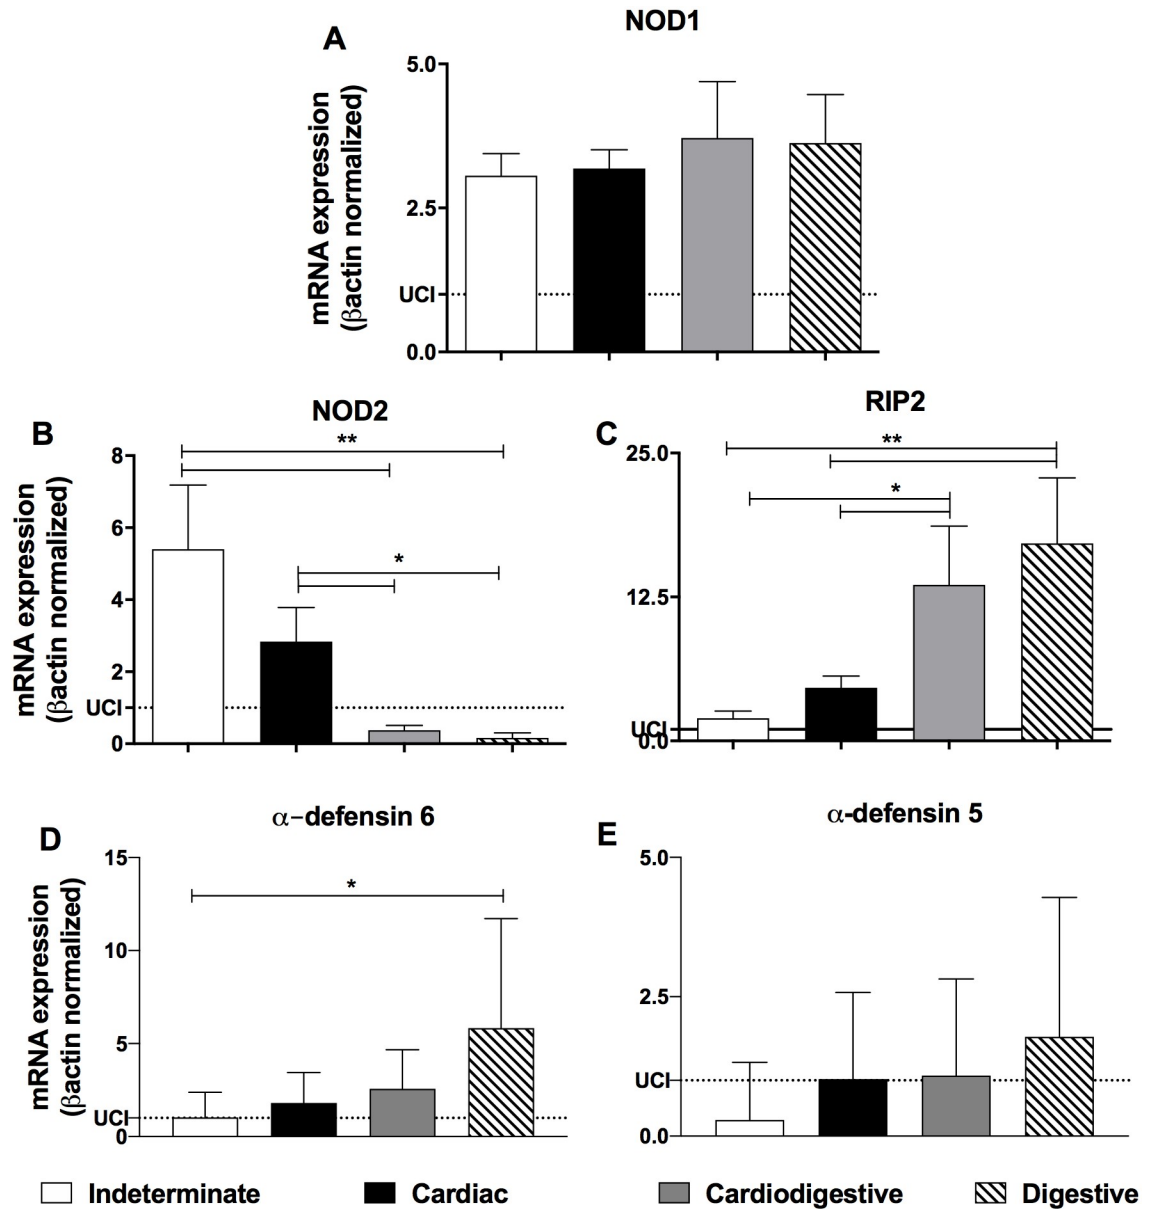 A
NOD1
mRNA expression
(βactin normalized)
5.0
2.5
UCI
0.0
B
NOD2
mRNA expression
(βactin normalized)
8
6
4
2
UCI
0
**
*
C
RIP2
25.0
12.5
UCI
0.0
**
*
D
α−defensin 6
mRNA expression
(βactin normalized)
15
10
5
UCI
0
*
E
α-defensin 5
5.0
2.5
UCI
0.0
Indeterminate
Cardiac
Cardiodigestive
Digestive